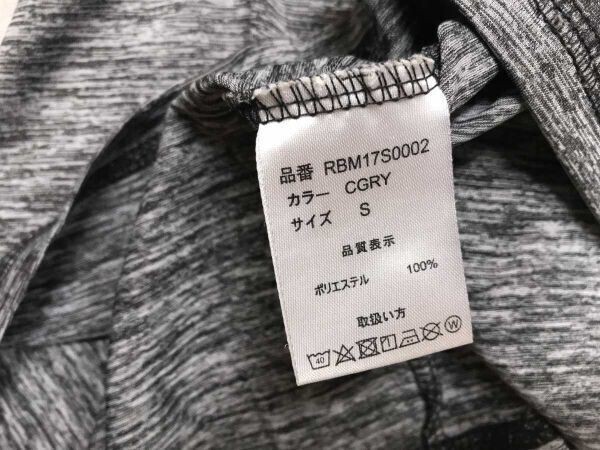 品番 RBM17S0002
カラー CGRY
サイズ S
品質表示
ポリエステル 100%
取扱い方
40 W